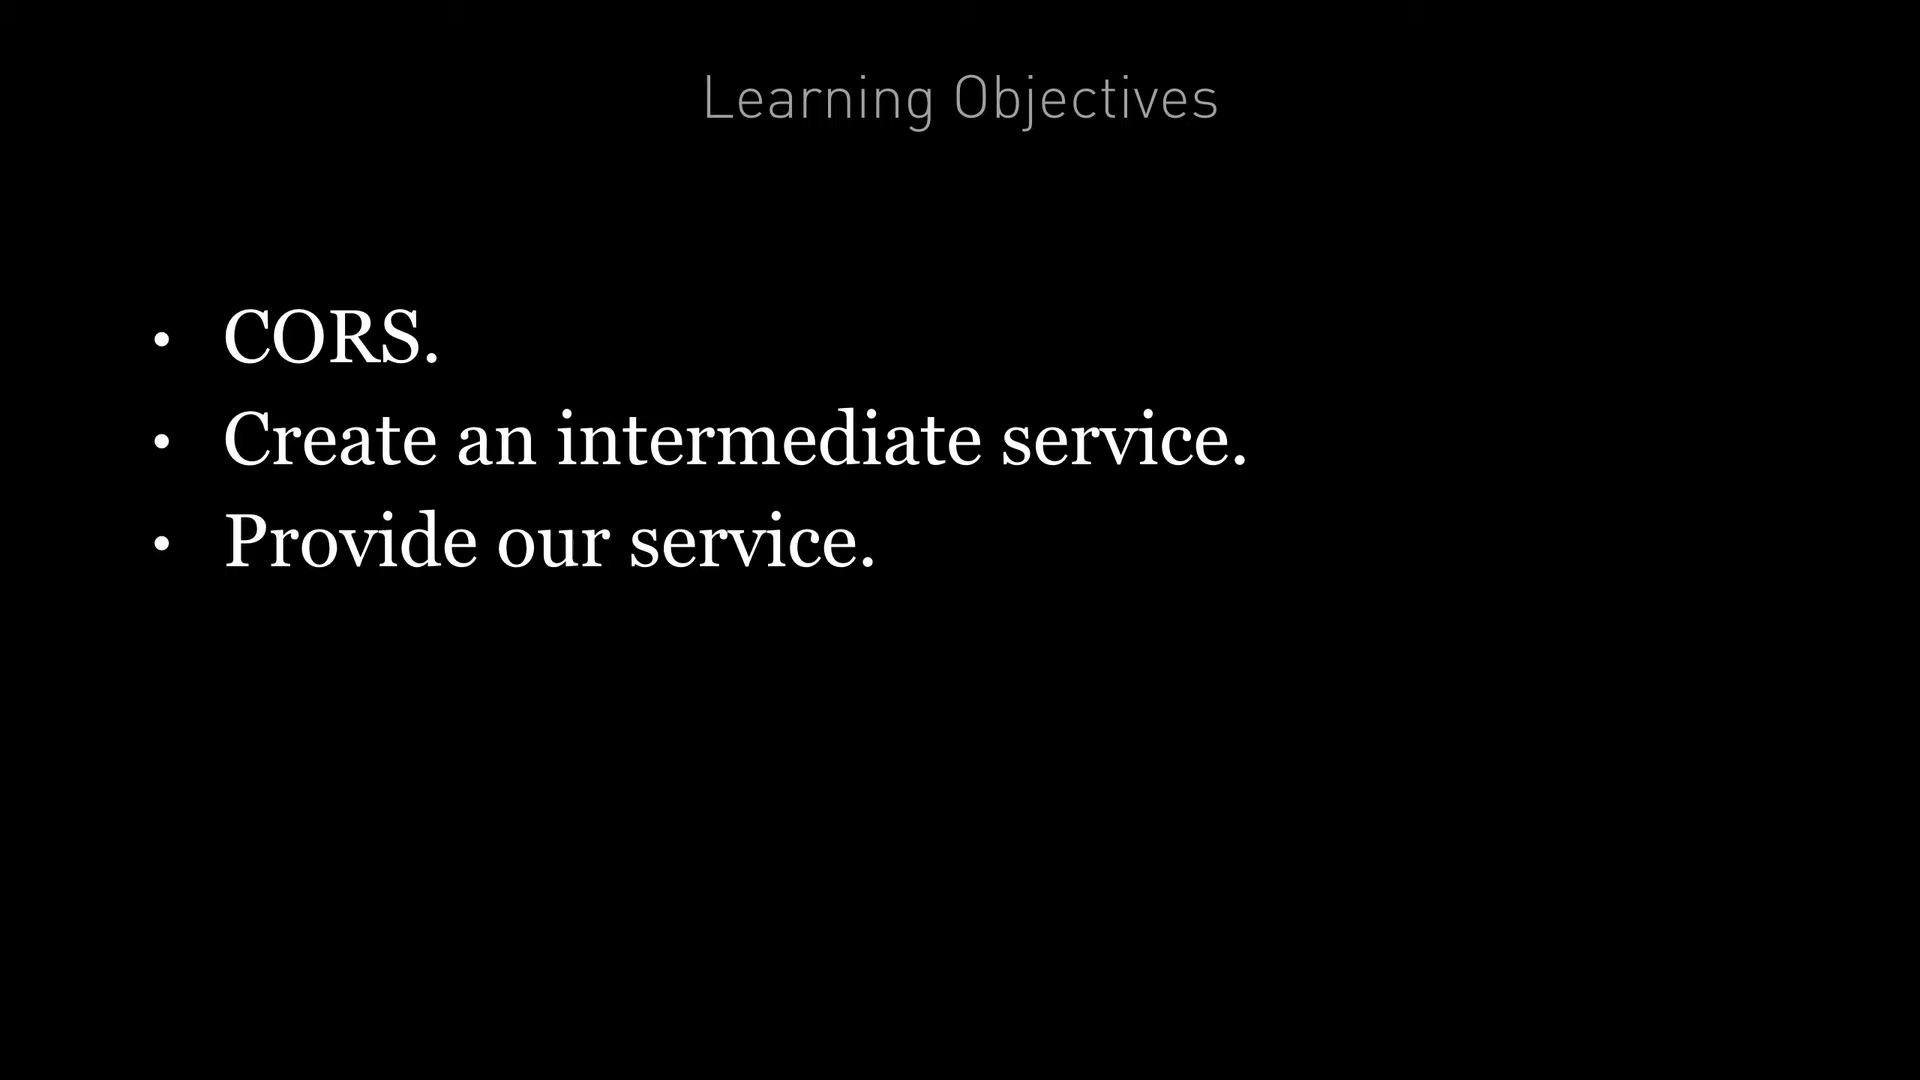 Learning Objectives
• CORS.
• Create an intermediate service.
• Provide our service.